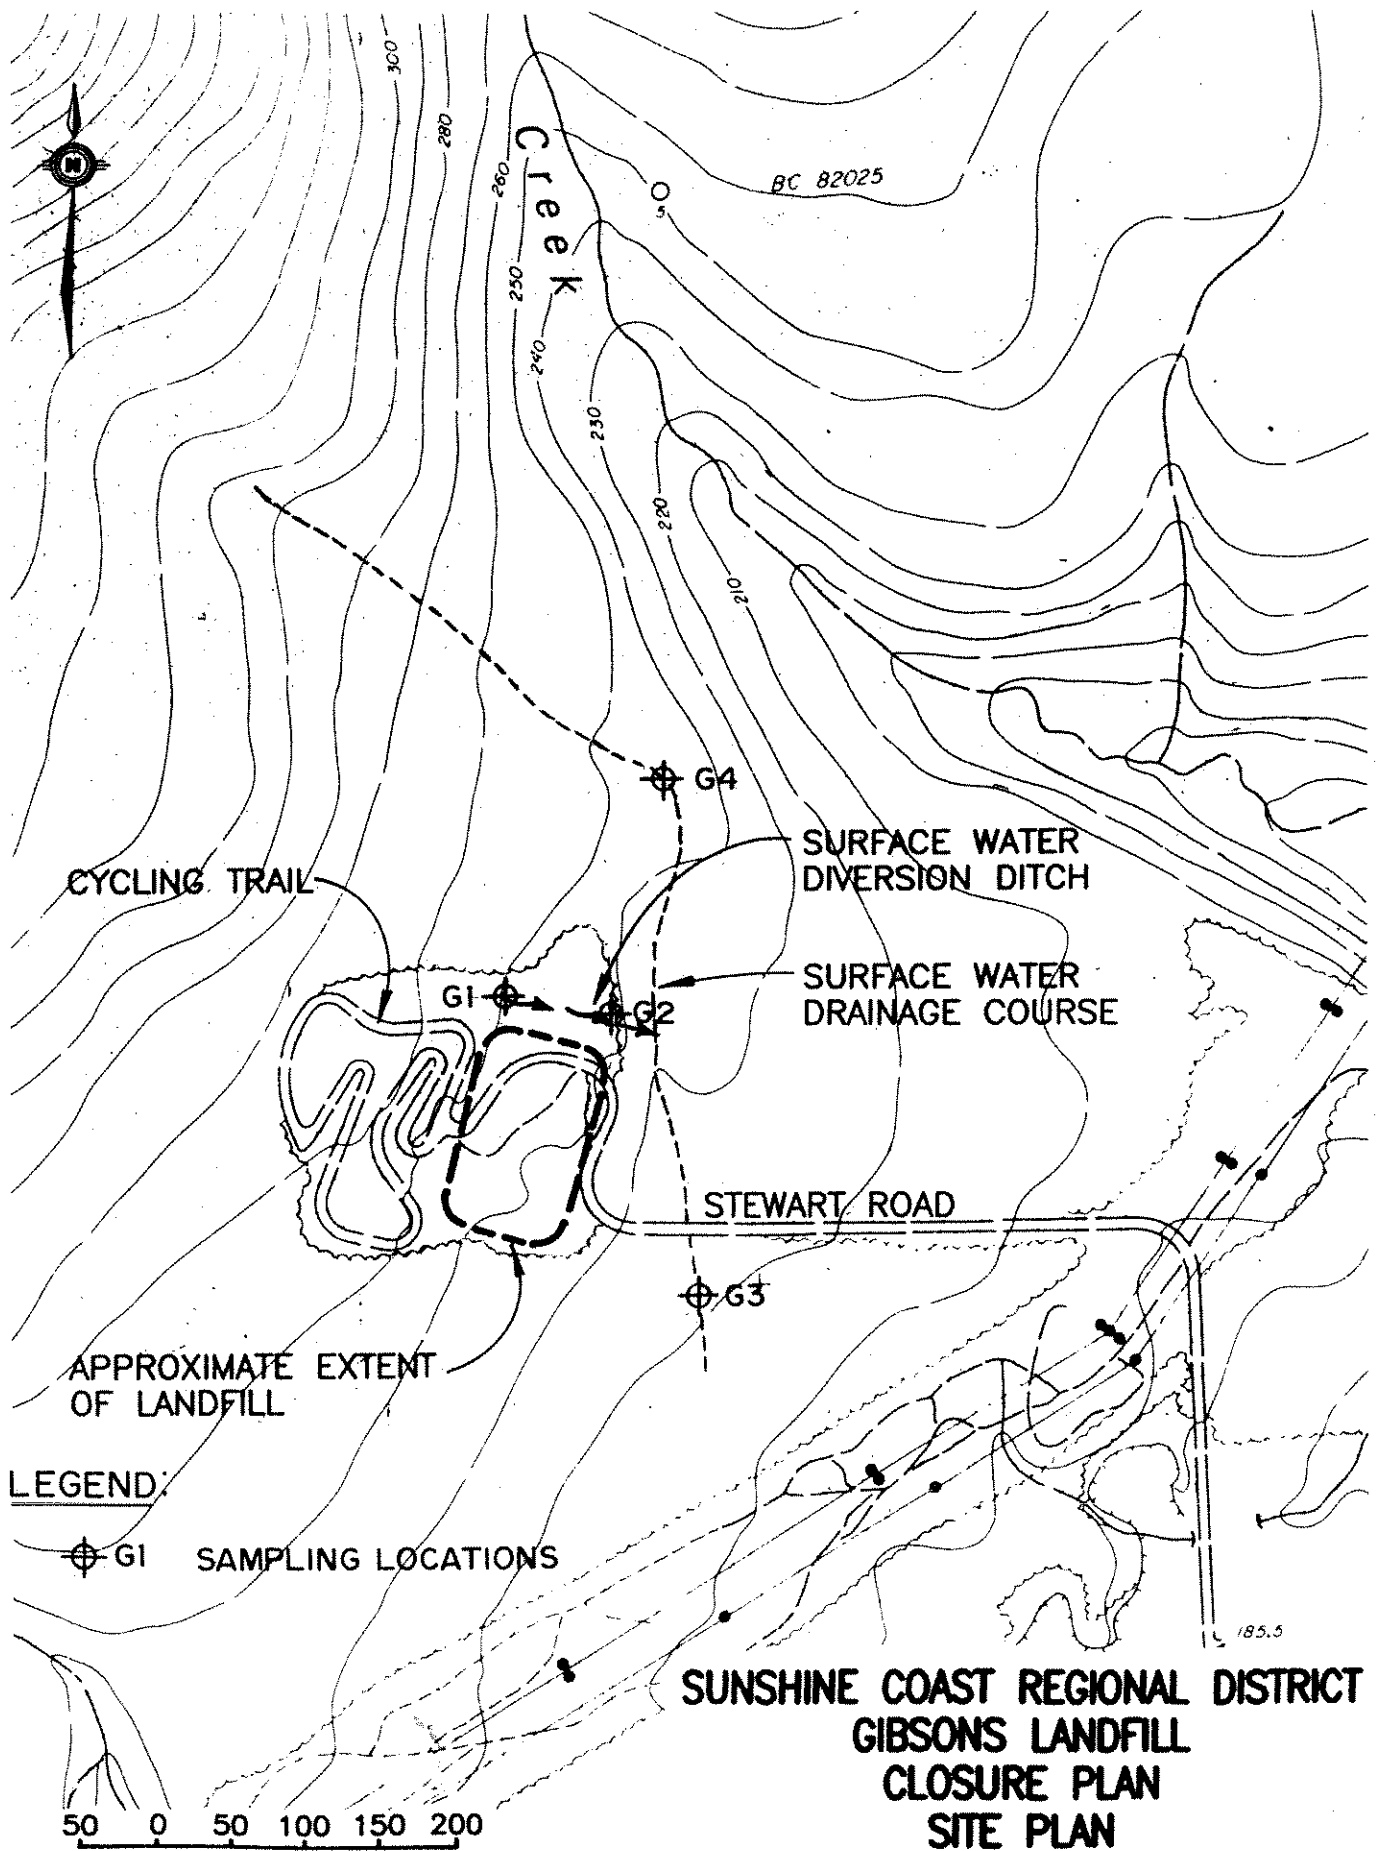 300
280
260
250
240
230
220
210
N
Creek
5
BC 82025
G4
SURFACE WATER
DIVERSION DITCH
CYCLING TRAIL
SURFACE WATER
DRAINAGE COURSE
G1
G2
STEWART ROAD
G3
APPROXIMATE EXTENT
OF LANDFILL
LEGEND:
G1 SAMPLING LOCATIONS
185.5
SUNSHINE COAST REGIONAL DISTRICT
GIBSONS LANDFILL
CLOSURE PLAN
SITE PLAN
50 0 50 100 150 200